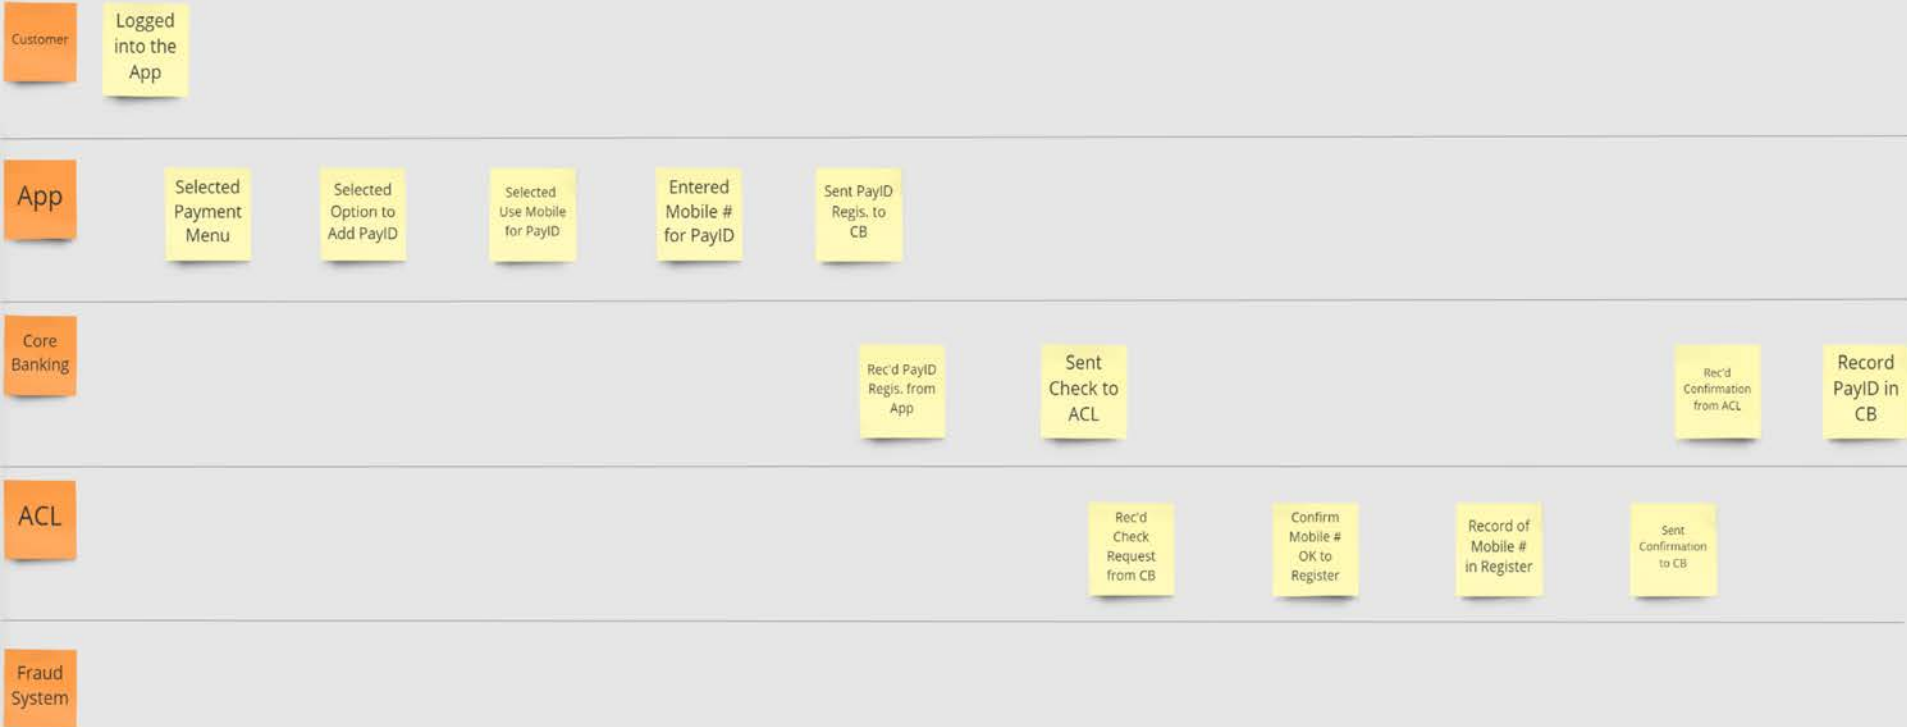 Customer
Logged
into the
App
App
Selected
Payment
Menu
Selected
Option to
Add PayID
Selected
Use Mobile
for PayID
Entered
Mobile #
for PayID
Sent PayID
Regis. to
CB
Core
Banking
Rec'd PayID
Regis. from
App
Sent
Check to
ACL
Rec'd
Confirmation
from ACL
Record
PayID in
CB
ACL
Rec'd
Check
Request
from CB
Confirm
Mobile #
OK to
Register
Record of
Mobile #
in Register
Sent
Confirmation
to CB
Fraud
System